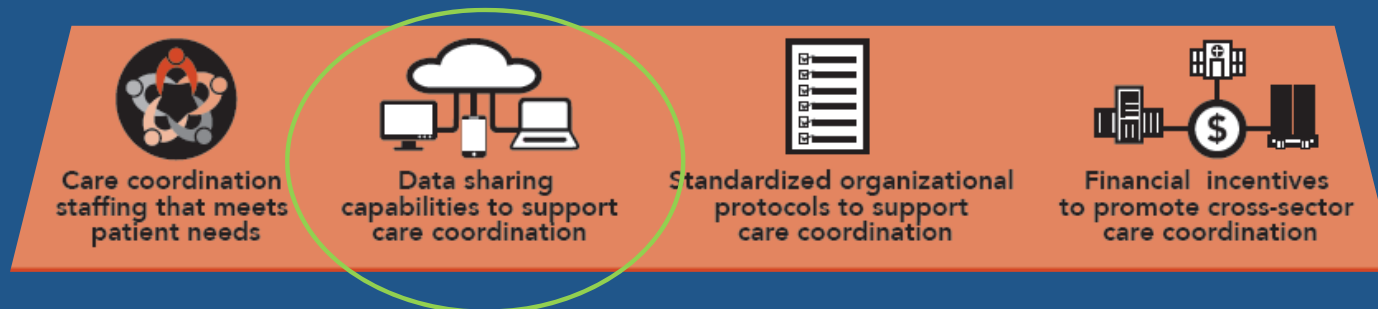 Care coordination
staffing that meets
patient needs
Data sharing
capabilities to support
care coordination
Standardized organizational
protocols to support
care coordination
$
Financial incentives
to promote cross-sector
care coordination